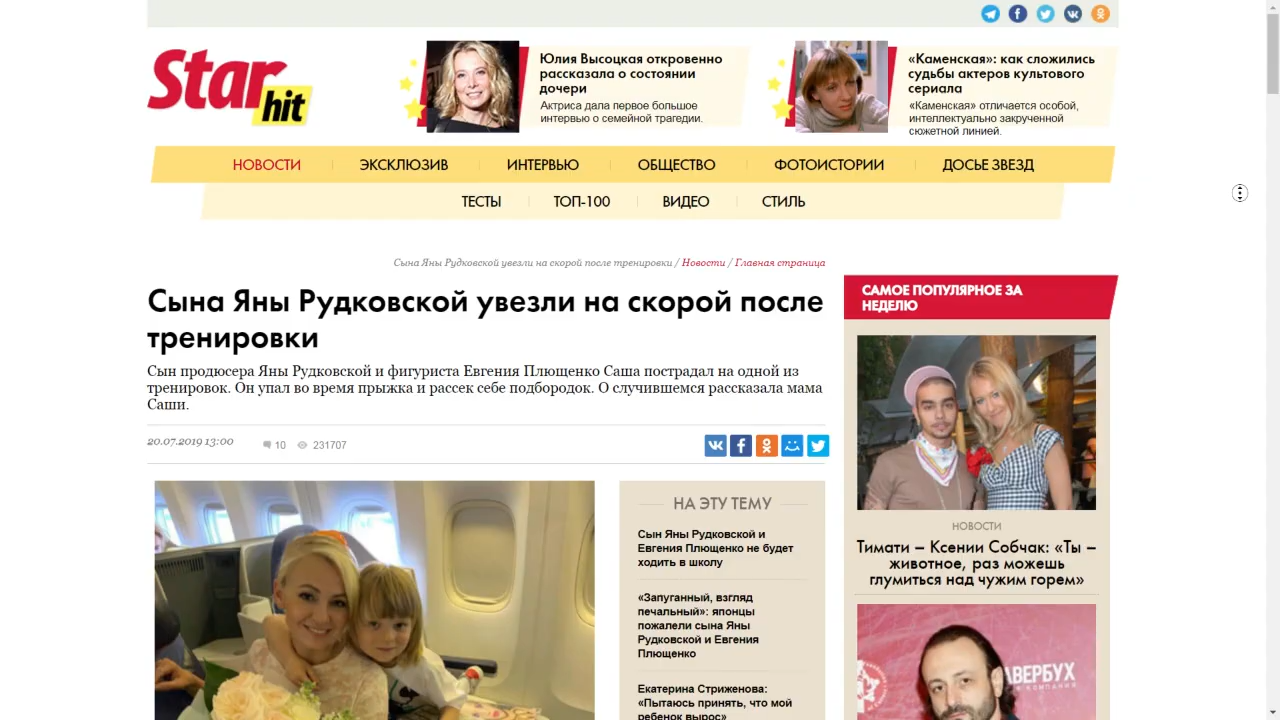 Star
hit
Юлия Высоцкая откровенно
рассказала о состоянии
дочери
Актриса дала первое большое
интервью о семейной трагедии.
«Каменская»: как сложились
судьбы актеров культового
сериала
«Каменская» отличается особой,
интеллектуально закрученной
сюжетной линией.
НОВОСТИ
ЭКСКЛЮЗИВ
ИНТЕРВЬЮ
ОБЩЕСТВО
ФОТОИСТОРИИ
ДОСЬЕ ЗВЕЗД
ТЕСТЫ
ТОП-100
ВИДЕО
СТИЛЬ
Сына Яны Рудковской увезли на скорой после тренировки / Новости / Главная страница
Сына Яны Рудковской увезли на скорой после
тренировки
Сын продюсера Яны Рудковской и фигуриста Евгения Плющенко Саша пострадал на одной из
тренировок. Он упал во время прыжка и рассек себе подбородок. О случившемся рассказала мама
Саши.
20.07.2019 13:00
10
231707
НА ЭТУ ТЕМУ
Сын Яны Рудковской и
Евгения Плющенко не будет
ходить в школу
«Запуганный, взгляд
печальный»: японцы
пожалели сына Яны
Рудковской и Евгения
Плющенко
Екатерина Стриженова:
«Пытаюсь принять, что мой
ребенок вырос»
САМОЕ ПОПУЛЯРНОЕ ЗА
НЕДЕЛЮ
НОВОСТИ
Тимати – Ксении Собчак: «Ты –
животное, раз можешь
глумиться над чужим горем»
АВЕРБУХ